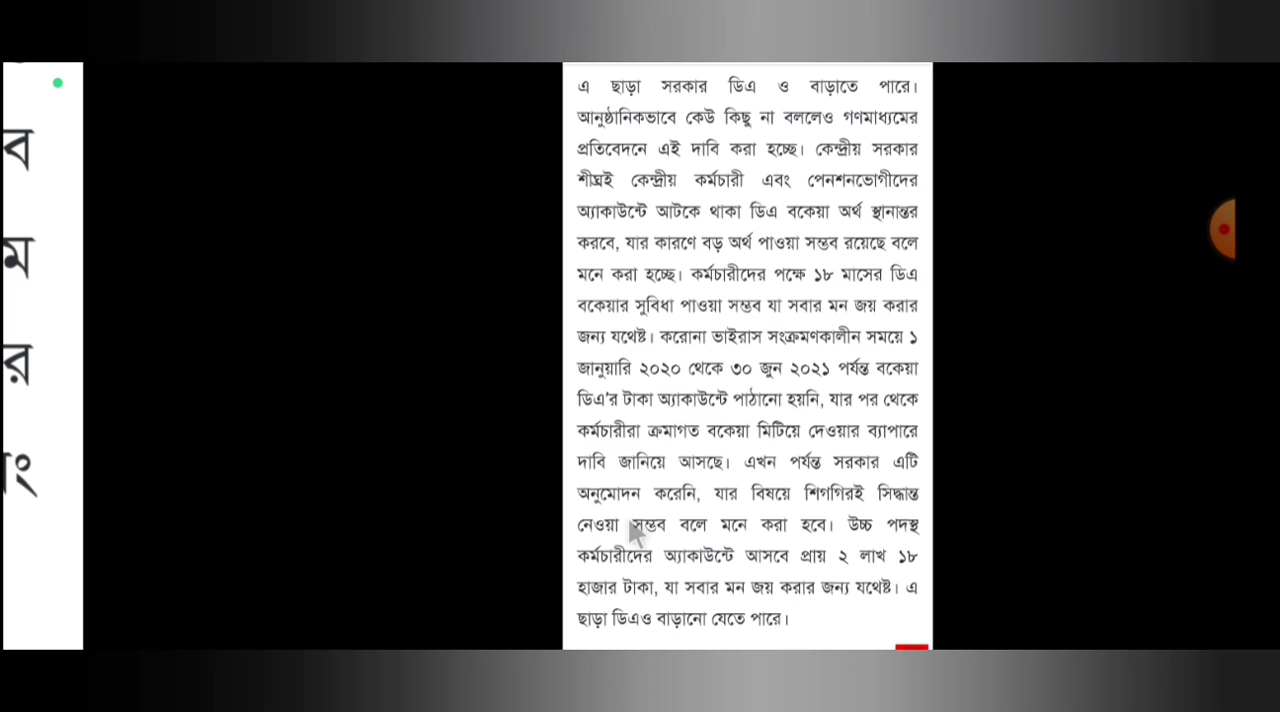 এ ছাড়া সরকার ডিএ ও বাড়াতে পারে।
আনুষ্ঠানিকভাবে কেউ কিছু না বললেও গণমাধ্যমের
প্রতিবেদনে এই দাবি করা হচ্ছে। কেন্দ্রীয় সরকার
শীঘ্রই কেন্দ্রীয় কর্মচারী এবং পেনশনভোগীদের
অ্যাকাউন্টে আটকে থাকা ডিএ বকেয়া অর্থ স্থানান্তর
করবে, যার কারণে বড় অর্থ পাওয়া সম্ভব রয়েছে বলে
মনে করা হচ্ছে। কর্মচারীদের পক্ষে ১৮ মাসের ডিএ
বকেয়ার সুবিধা পাওয়া সম্ভব যা সবার মন জয় করার
জন্য যথেষ্ট। করোনা ভাইরাস সংক্রমণকালীন সময়ে ১
জানুয়ারি ২০২০ থেকে ৩০ জুন ২০২১ পর্যন্ত বকেয়া
ডিএ'র টাকা অ্যাকাউন্টে পাঠানো হয়নি, যার পর থেকে
কর্মচারীরা ক্রমাগত বকেয়া মিটিয়ে দেওয়ার ব্যাপারে
দাবি জানিয়ে আসছে। এখন পর্যন্ত সরকার এটি
অনুমোদন করেনি, যার বিষয়ে শিগগিরই সিদ্ধান্ত
নেওয়া সম্ভব বলে মনে করা হবে। উচ্চ পদস্থ
কর্মচারীদের অ্যাকাউন্টে আসবে প্রায় ২ লাখ ১৮
হাজার টাকা, যা সবার মন জয় করার জন্য যথেষ্ট। এ
ছাড়া ডিএও বাড়ানো যেতে পারে।
ব
ম
র